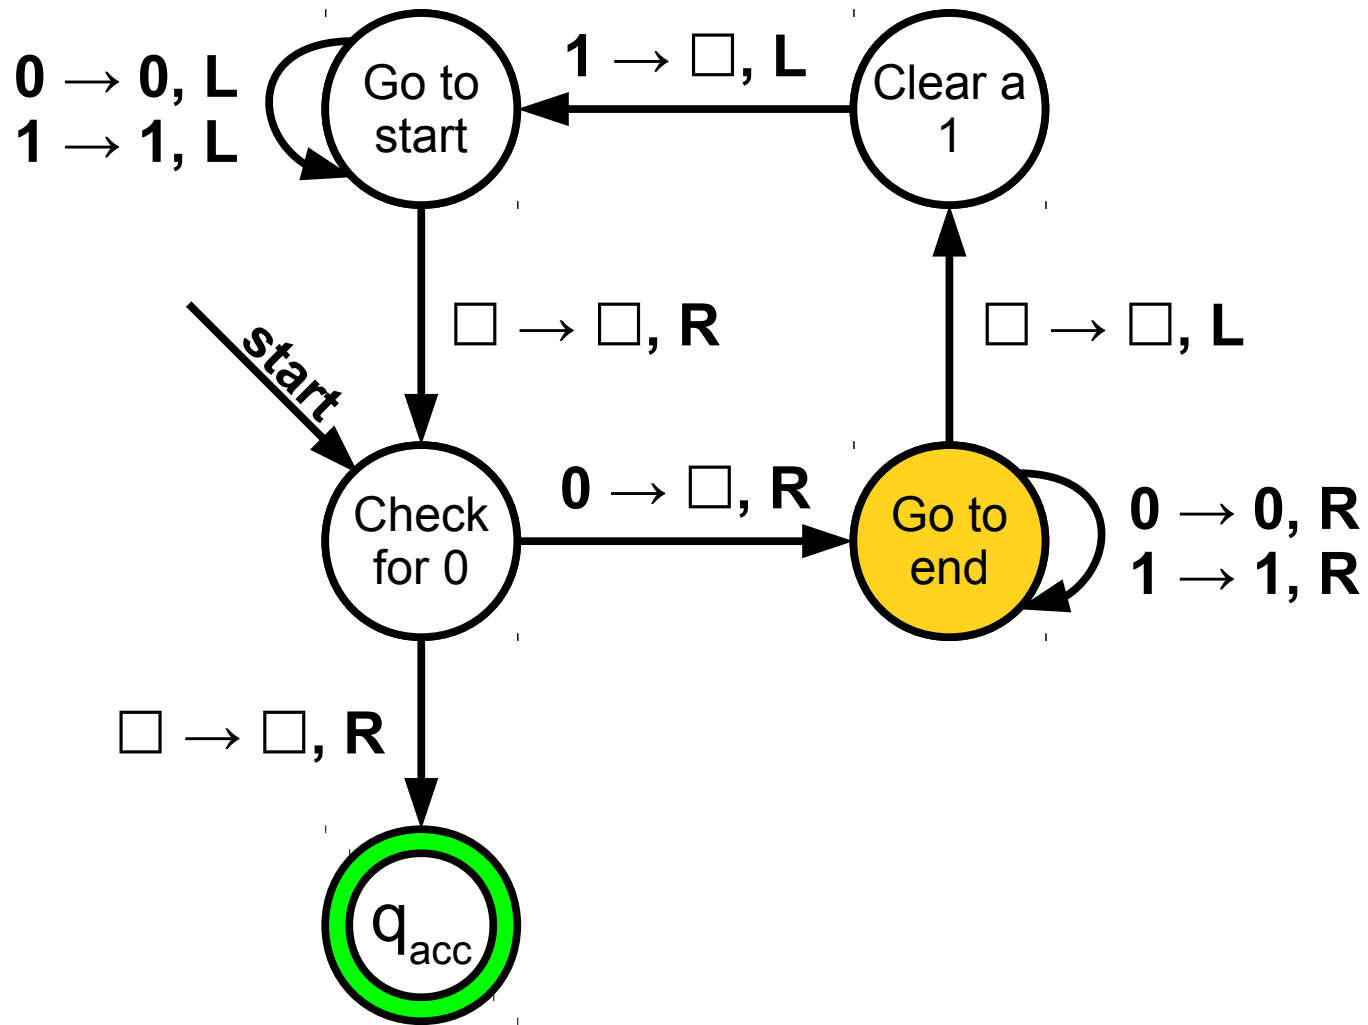 0 → 0, L
1 → 1, L
Go to
start
1 → □, L
Clear a
1
□ → □, R
□ → □, L
start
Check
for 0
0 → □, R
Go to
end
0 → 0, R
1 → 1, R
□ → □, R
qacc